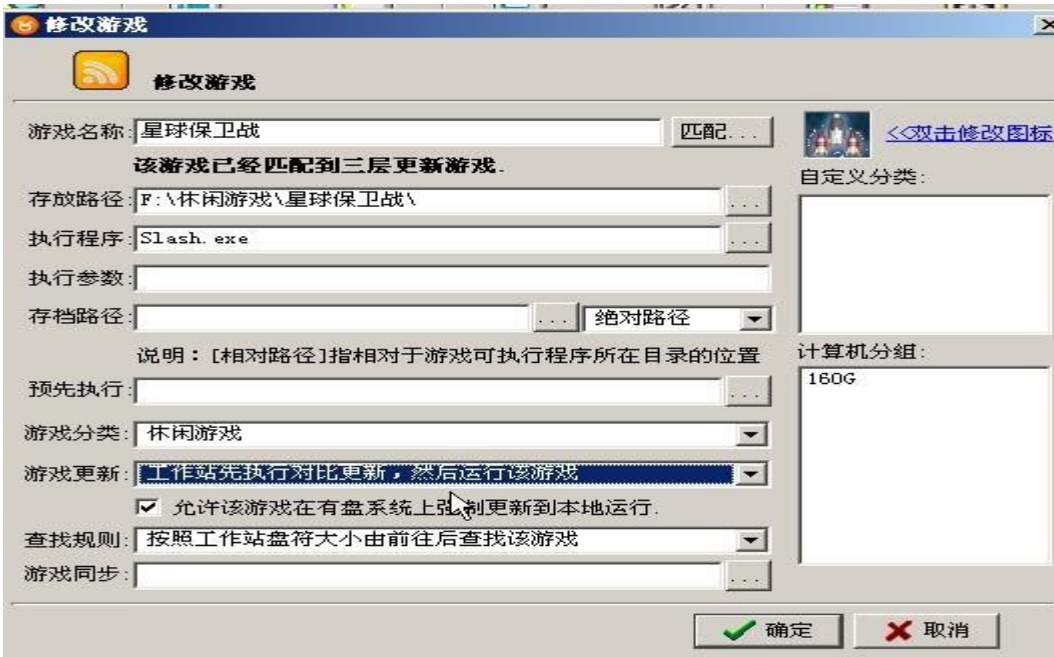 修改游戏
修改游戏
游戏名称: 星球保卫战 匹配...
<<双击修改图标
该游戏已经匹配到三层更新游戏.
自定义分类:
存放路径: F:\休闲游戏\星球保卫战\ ...
执行程序: Slash.exe ...
执行参数:
存档路径: ... 绝对路径
说明：[相对路径]指相对于游戏可执行程序所在目录的位置
计算机分组:
160G
预先执行: ...
游戏分类: 休闲游戏
游戏更新: 工作站先执行对比更新，然后运行该游戏
允许该游戏在有盘系统上强制更新到本地运行.
查找规则: 按照工作站盘符大小由前往后查找该游戏
游戏同步: ...
确定 取消